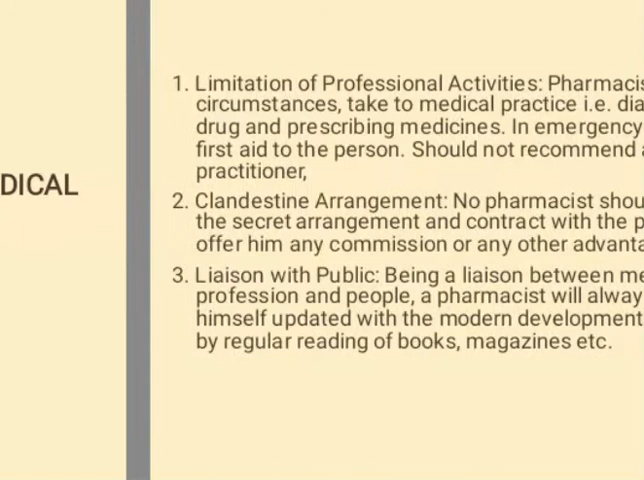 DICAL
1. Limitation of Professional Activities: Pharmacis
circumstances, take to medical practice i.e. dia
drug and prescribing medicines. In emergency
first aid to the person. Should not recommend a
practitioner,
2. Clandestine Arrangement: No pharmacist shou
the secret arrangement and contract with the p
offer him any commission or any other advanta
3. Liaison with Public: Being a liaison between me
profession and people, a pharmacist will alway
himself updated with the modern development
by regular reading of books, magazines etc.